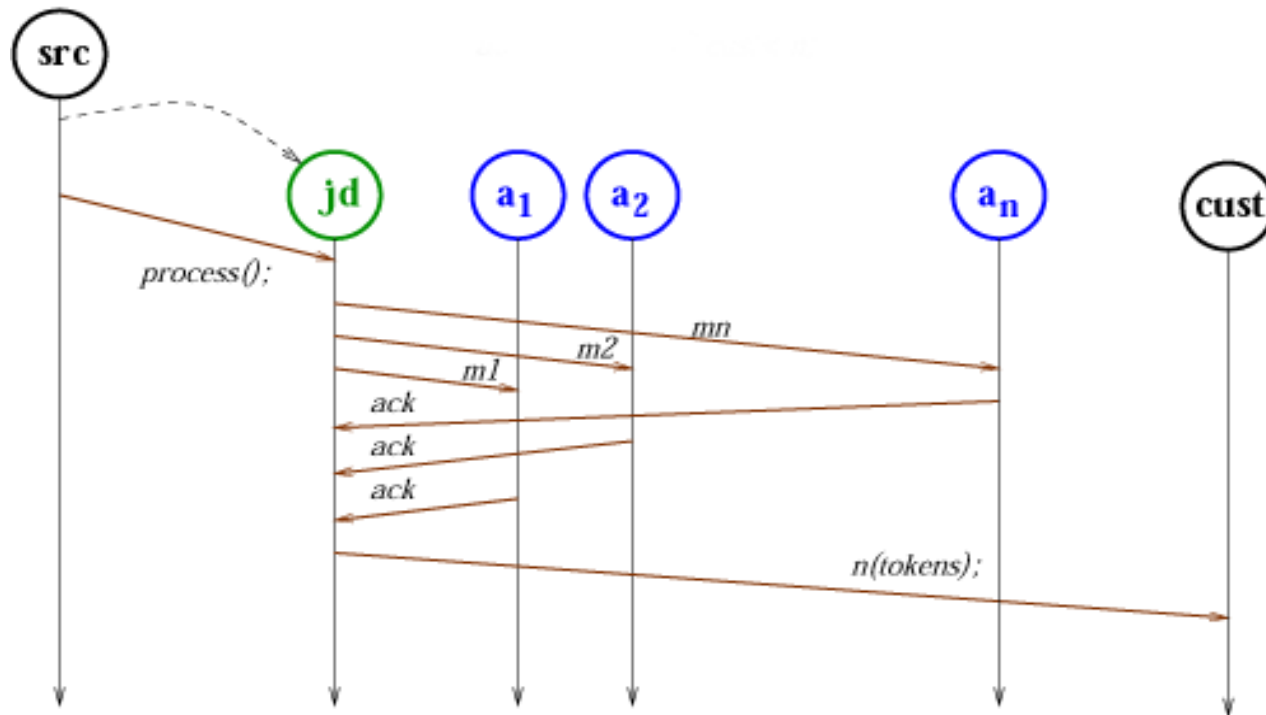 src
jd
a1
a2
an
cust
process();
mn
m2
m1
ack
ack
ack
n(tokens);